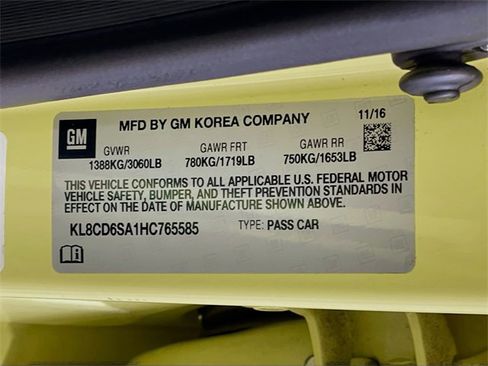 GM
MFD BY GM KOREA COMPANY
11/16
GVWR GAWR FRT GAWR RR
1388KG/3060LB 780KG/1719LB 750KG/1653LB
THIS VEHICLE CONFORMS TO ALL APPLICABLE U.S. FEDERAL MOTOR
VEHICLE SAFETY, BUMPER, AND THEFT PREVENTION STANDARDS IN
EFFECT ON THE DATE OF MANUFACTURE SHOWN ABOVE.
KL8CD6SA1HC765585 TYPE: PASS CAR